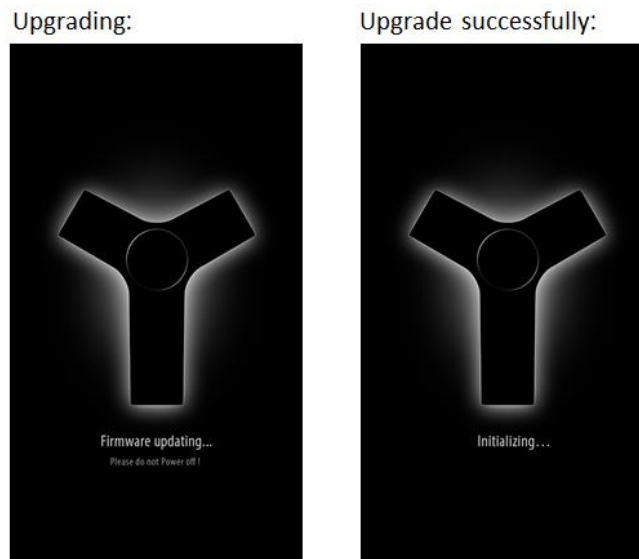 Upgrading:
Upgrade successfully:
Firmware updating...
Please do not Power off !
Initializing...